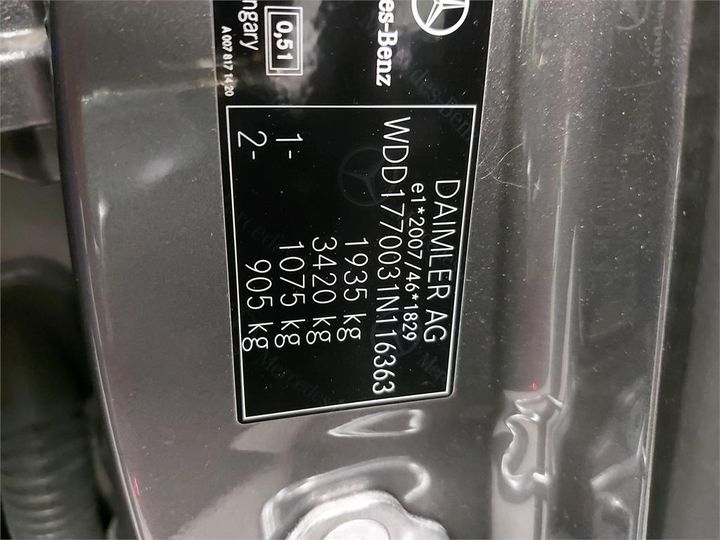 des-Benz
ngary
0,51
A 007 817 14 20
DAIMLER AG
e1*2007/46*1829
WDD1770031N116363
1935 kg
3420 kg
1- 1075 kg
2- 905 kg